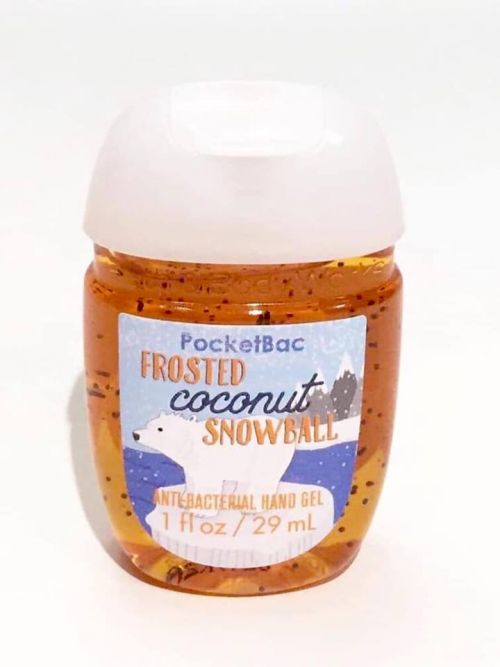 PocketBac
FROSTED
coconut
SNOWBALL
ANTI-BACTERIAL HAND GEL
1 fl oz / 29 mL